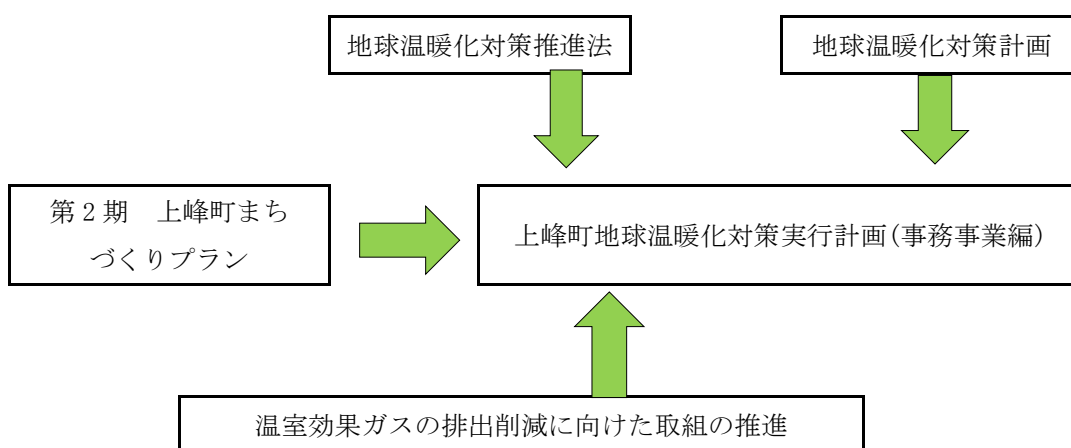 地球温暖化対策推進法
地球温暖化対策計画
第2期　上峰町まち
づくりプラン
上峰町地球温暖化対策実行計画(事務事業編)
温室効果ガスの排出削減に向けた取組の推進